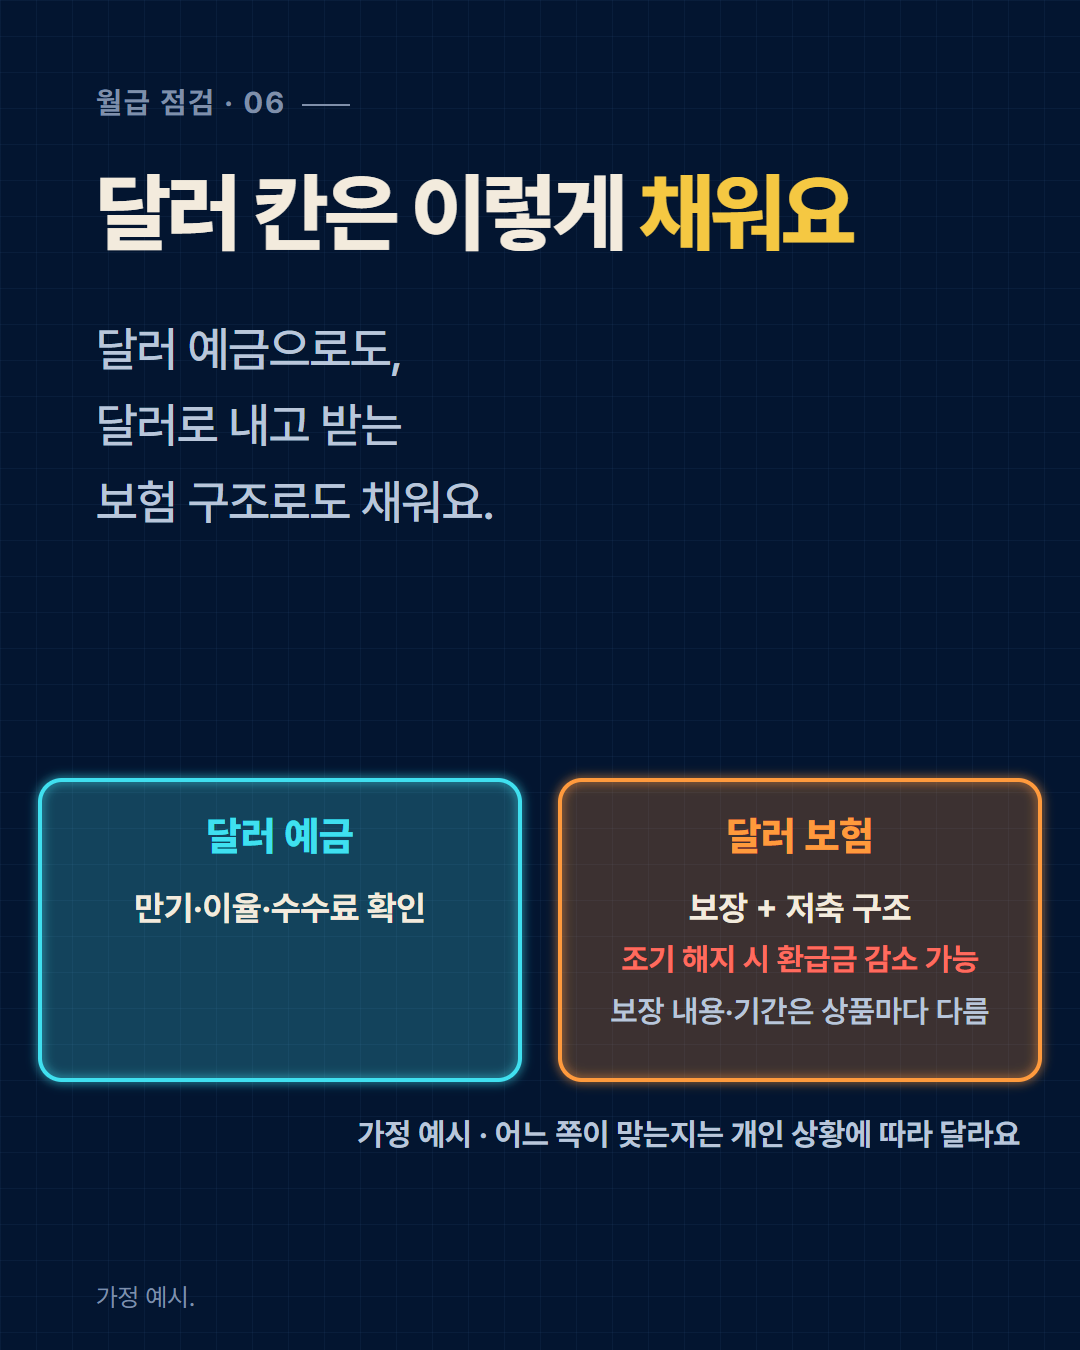 월급 점검 · 06
달러 칸은 이렇게 채워요
달러 예금으로도,
달러로 내고 받는
보험 구조로도 채워요.
달러 예금
만기·이율·수수료 확인
달러 보험
보장 + 저축 구조
조기 해지 시 환급금 감소 가능
보장 내용·기간은 상품마다 다름
가정 예시 · 어느 쪽이 맞는지는 개인 상황에 따라 달라요
가정 예시.